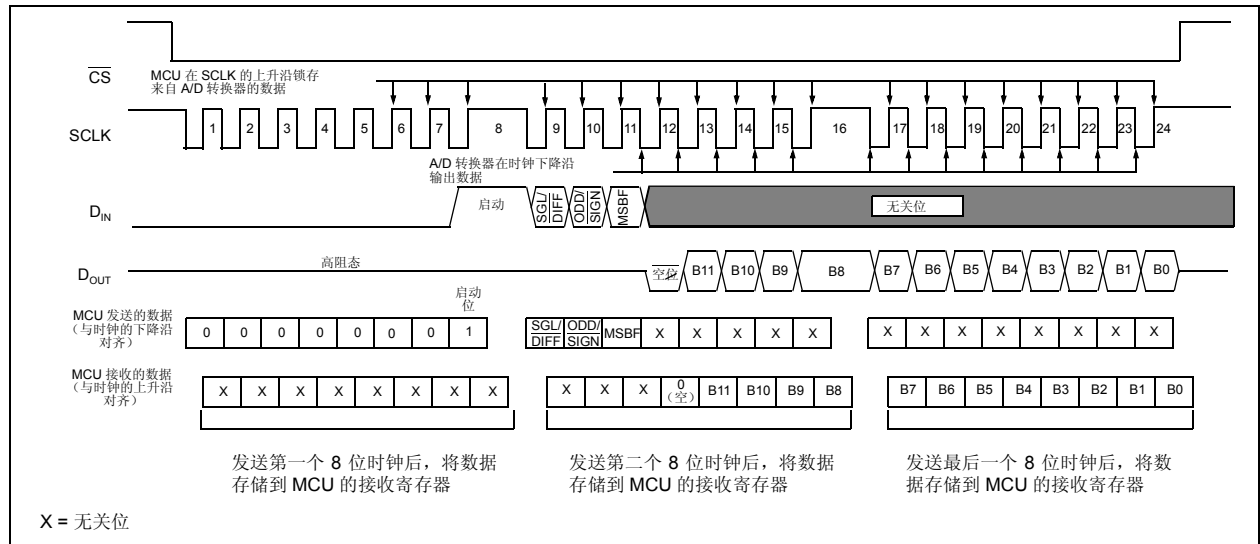 CS
MCU 在 SCLK 的上升沿锁存
来自 A/D 转换器的数据
SCLK
1 2 3 4 5 6 7 8 9 10 11 12 13 14 15 16 17 18 19 20 21 22 23 24
A/D 转换器在时钟下降沿
输出数据
DIN
启动
SGL/
DIFF
ODD/
SIGN
MSBF
无关位
DOUT
高阻态
空位 B11 B10 B9 B8 B7 B6 B5 B4 B3 B2 B1 B0
启动
位
MCU 发送的数据
(与时钟的下降沿
对齐)
0 0 0 0 0 0 0 1
SGL/
DIFF
ODD/
SIGN
MSBF X X X X X
X X X X X X X X
MCU 接收的数据
(与时钟的上升沿
对齐)
X X X X X X X X
X X X 0
(空)
B11 B10 B9 B8
B7 B6 B5 B4 B3 B2 B1 B0
发送第一个 8 位时钟后，将数据
存储到 MCU 的接收寄存器
发送第二个 8 位时钟后，将数据
存储到 MCU 的接收寄存器
发送最后一个 8 位时钟后，将数
据存储到 MCU 的接收寄存器
X = 无关位